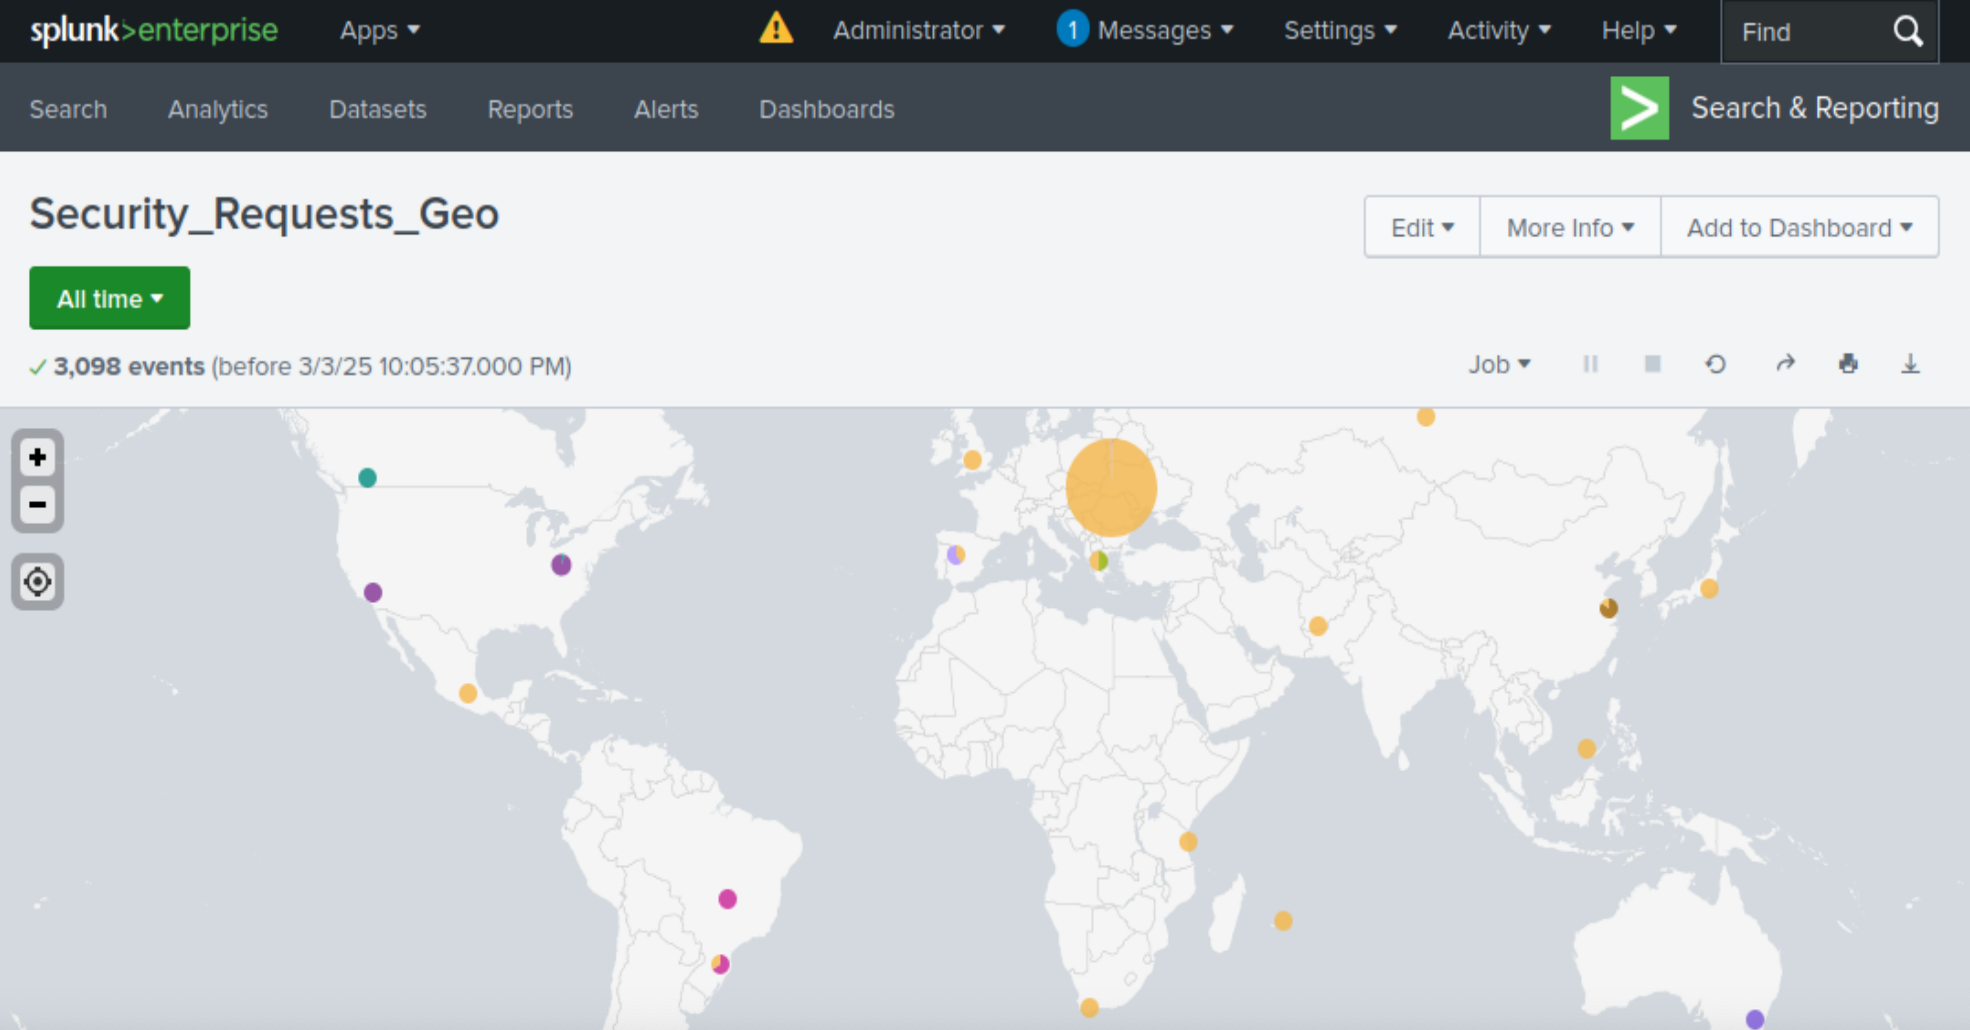 splunk>enterprise Apps Administrator 1 Messages Settings Activity Help Find
Search Analytics Datasets Reports Alerts Dashboards Search & Reporting
Security_Requests_Geo
Edit More Info Add to Dashboard
All time
✓ 3,098 events (before 3/3/25 10:05:37.000 PM)
Job
+
-